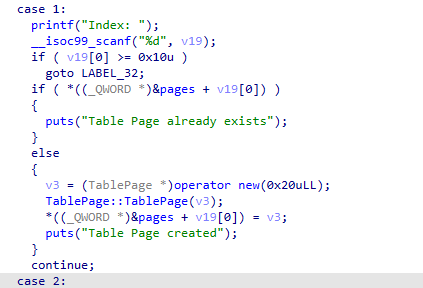 case 1:
printf("Index: ");
__isoc99_scanf("%d", v19);
if ( v19[0] >= 0x10u )
goto LABEL_32;
if ( *((_QWORD *)&pages + v19[0]) )
{
puts("Table Page already exists");
}
else
{
v3 = (TablePage *)operator new(0x20uLL);
TablePage::TablePage(v3);
*((_QWORD *)&pages + v19[0]) = v3;
puts("Table Page created");
}
continue;
case 2: